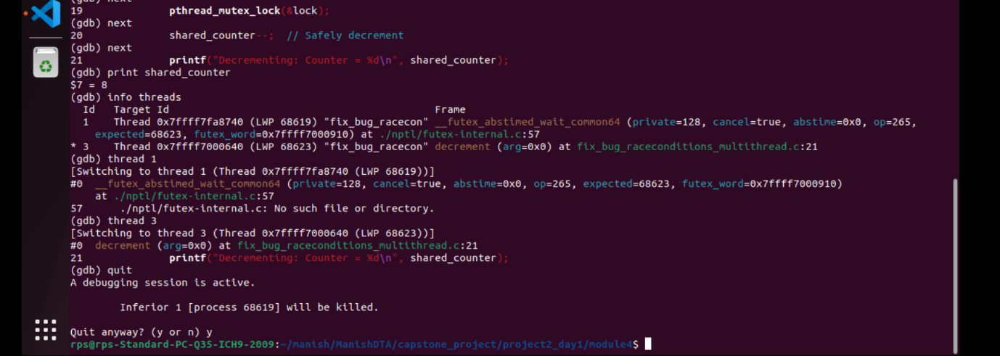 (gdb) next
19              pthread_mutex_lock(&lock);
(gdb) next
20              shared_counter--;  // Safely decrement
(gdb) next
21              printf("Decrementing: Counter = %d\n", shared_counter);
(gdb) print shared_counter
$7 = 8
(gdb) info threads
  Id   Target Id                                           Frame
  1    Thread 0x7ffff7fa8740 (LWP 68619) "fix_bug_racecon" __futex_abstimed_wait_common64 (private=128, cancel=true, abstime=0x0, op=265,
    expected=68623, futex_word=0x7ffff7000910) at ./nptl/futex-internal.c:57
* 3    Thread 0x7ffff7000640 (LWP 68623) "fix_bug_racecon" decrement (arg=0x0) at fix_bug_raceconditions_multithread.c:21
(gdb) thread 1
[Switching to thread 1 (Thread 0x7ffff7fa8740 (LWP 68619))]
#0  __futex_abstimed_wait_common64 (private=128, cancel=true, abstime=0x0, op=265, expected=68623, futex_word=0x7ffff7000910)
    at ./nptl/futex-internal.c:57
57      ./nptl/futex-internal.c: No such file or directory.
(gdb) thread 3
[Switching to thread 3 (Thread 0x7ffff7000640 (LWP 68623))]
#0  decrement (arg=0x0) at fix_bug_raceconditions_multithread.c:21
21              printf("Decrementing: Counter = %d\n", shared_counter);
(gdb) quit
A debugging session is active.
        Inferior 1 [process 68619] will be killed.
Quit anyway? (y or n) y
rps@rps-Standard-PC-Q35-ICH9-2009:~/manish/ManishDTA/capstone_project/project2_day1/module4$